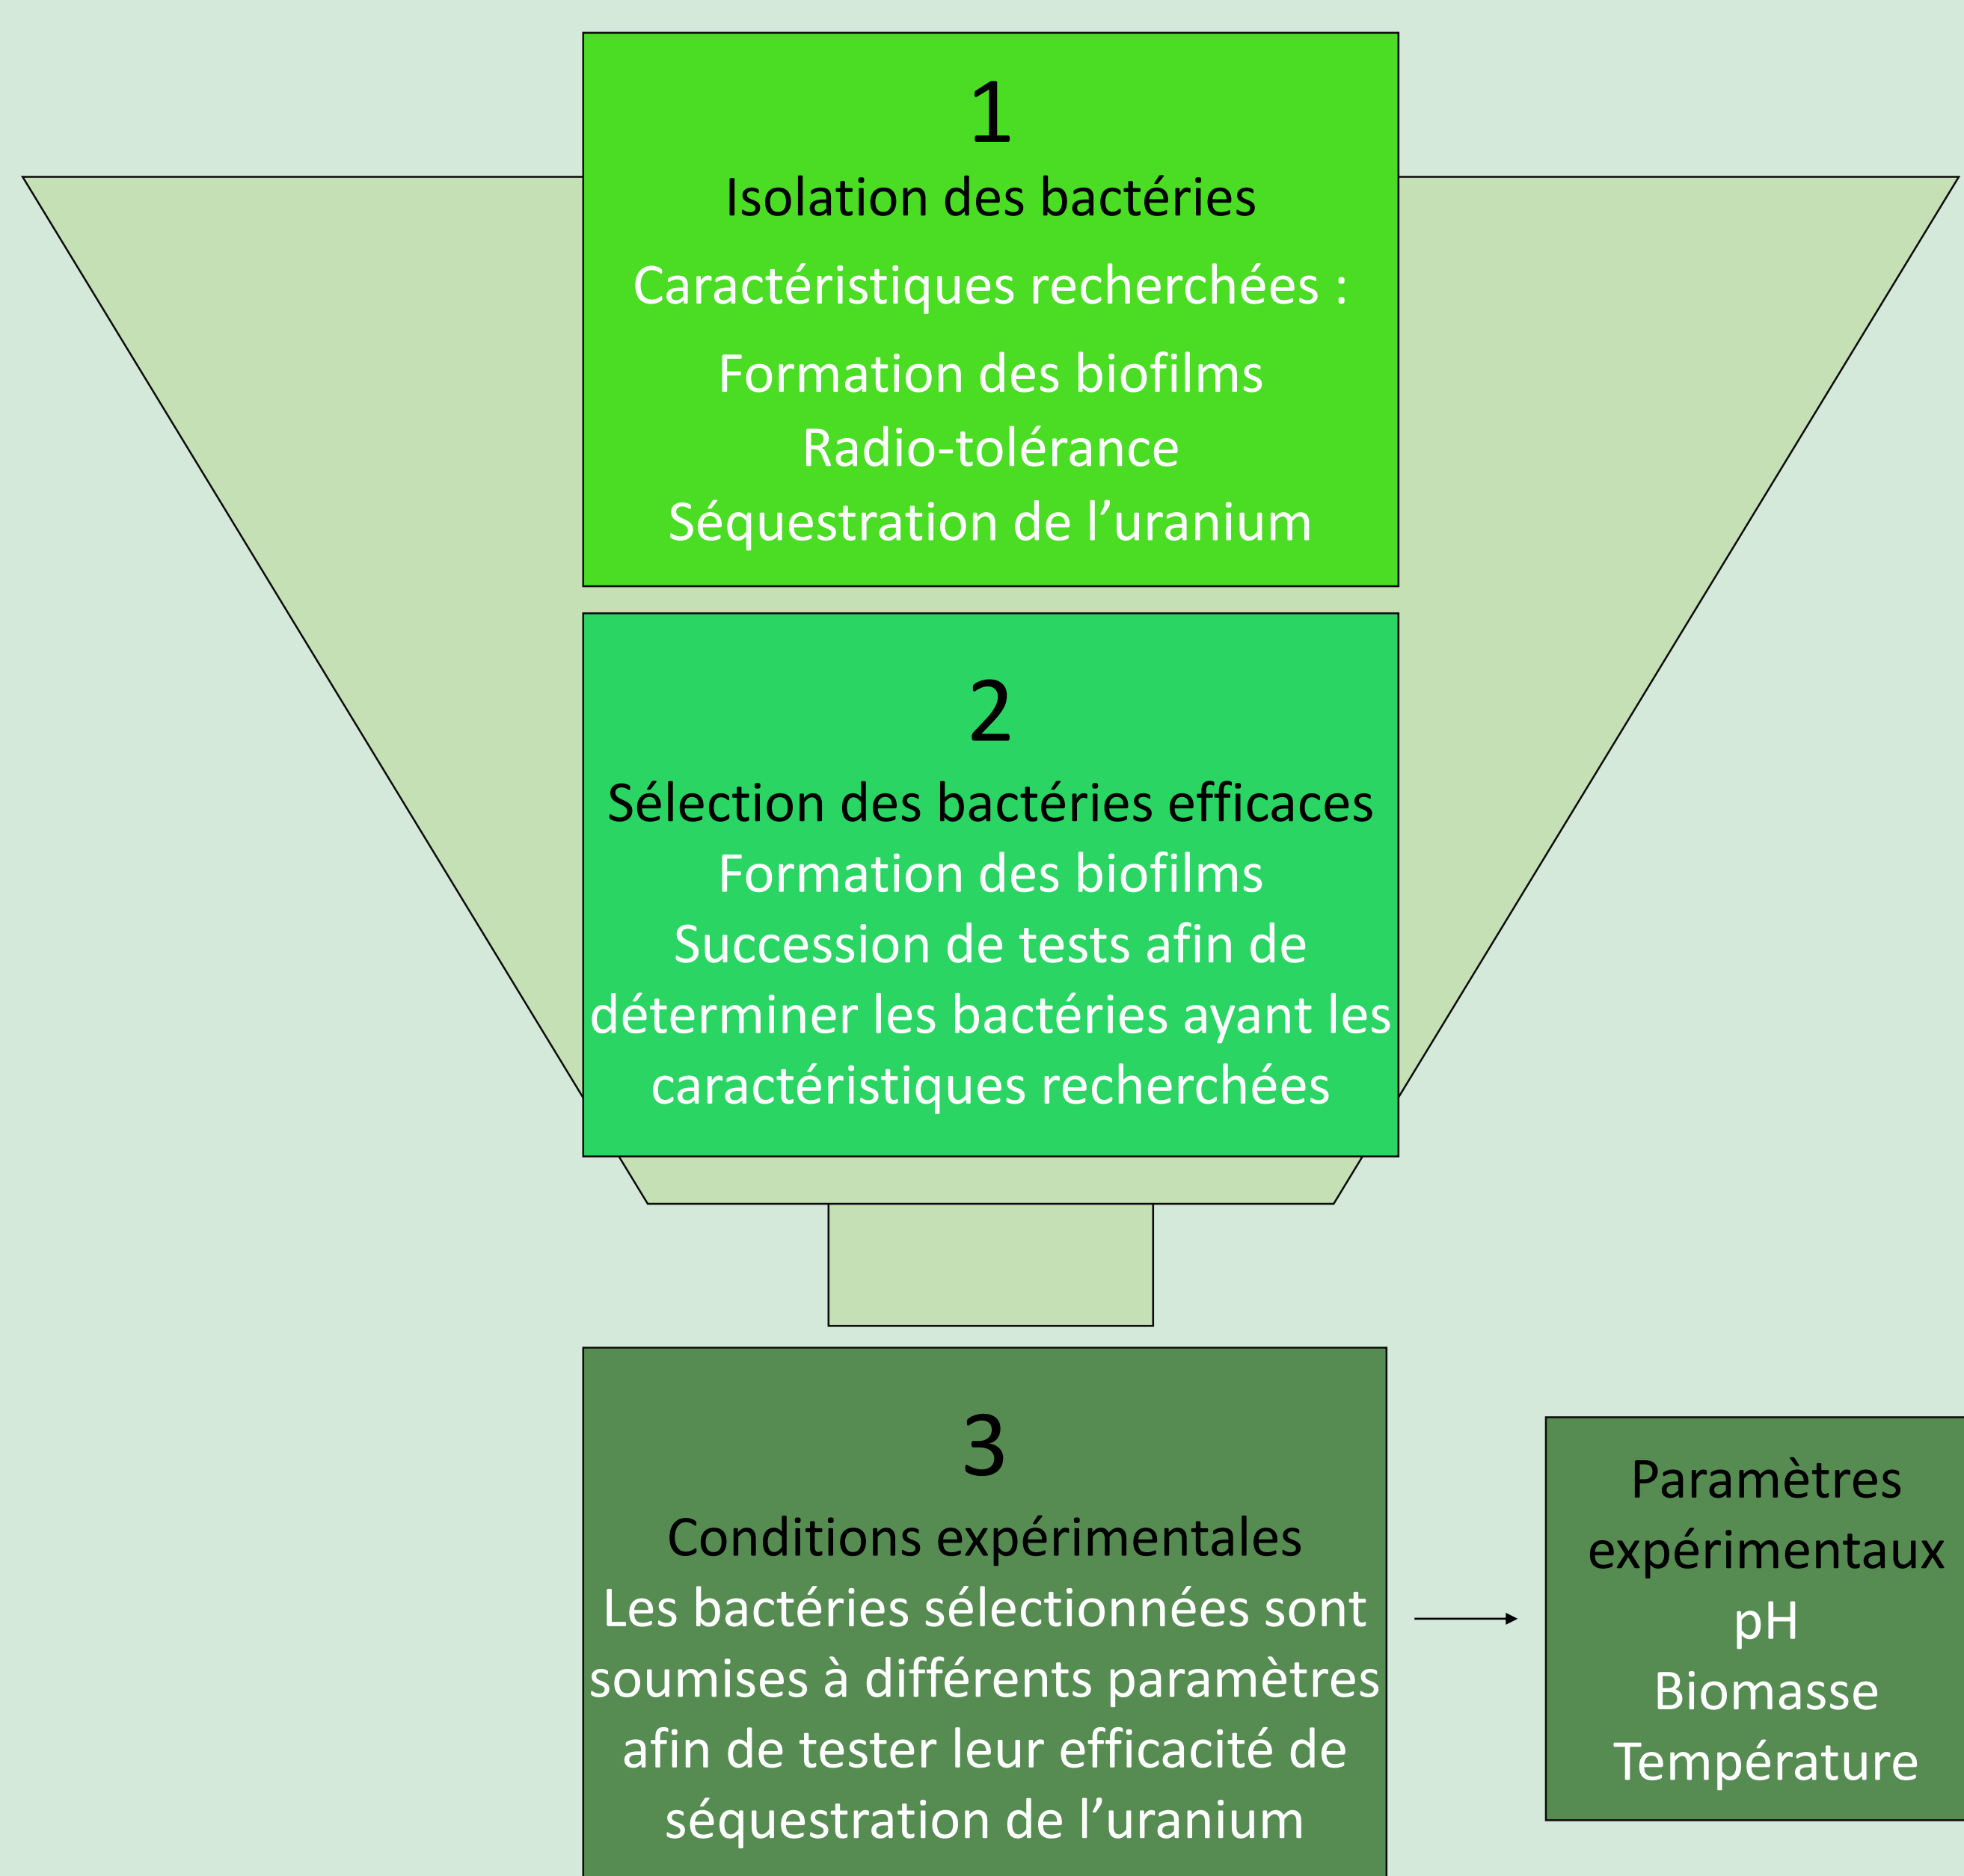 1
Isolation des bactéries
Caractéristiques recherchées :
Formation des biofilms
Radio-tolérance
Séquestration de l’uranium
2
Sélection des bactéries efficaces
Formation des biofilms
Succession de tests afin de
déterminer les bactéries ayant les
caractéristiques recherchées
3
Conditions expérimentales
Les bactéries sélectionnées sont
soumises à différents paramètres
afin de tester leur efficacité de
séquestration de l’uranium
Paramètres
expérimentaux
pH
Biomasse
Température